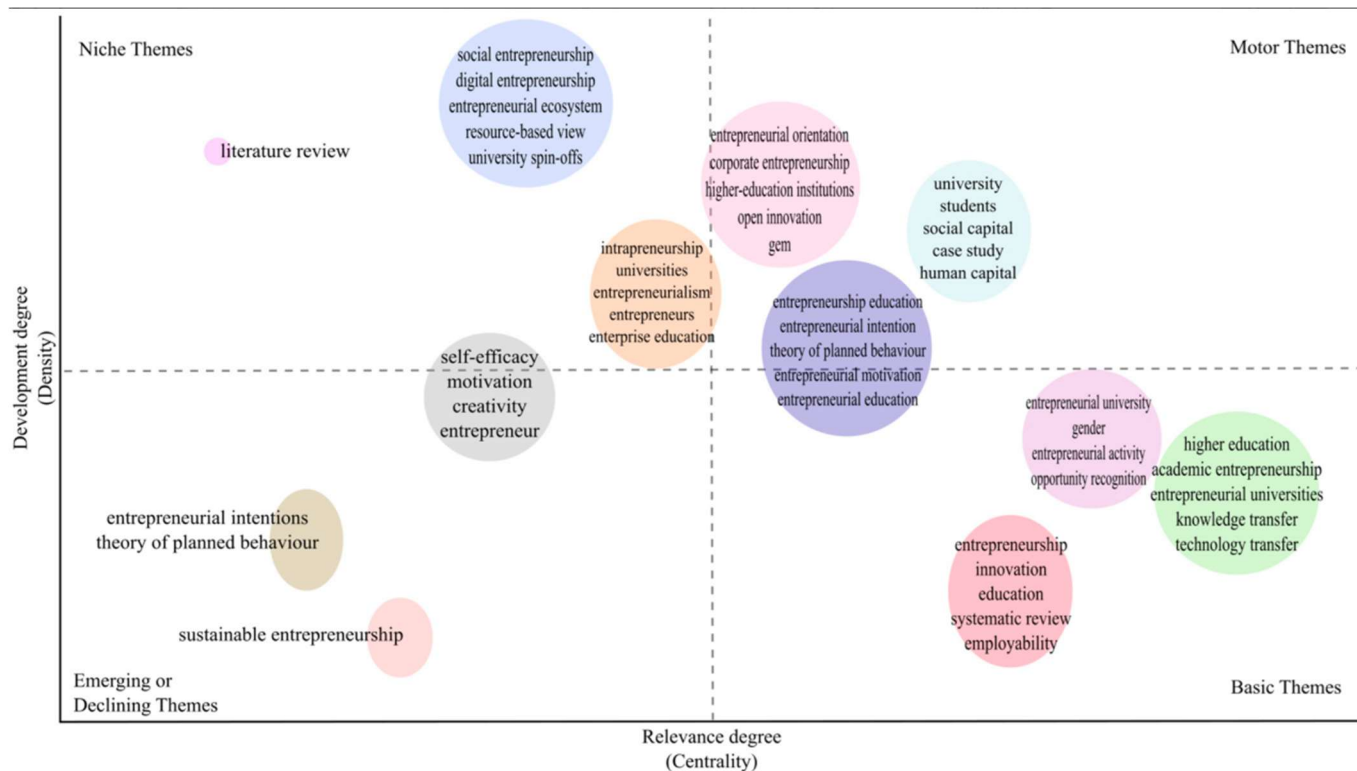 Niche Themes
Motor Themes
social entrepreneurship
digital entrepreneurship
entrepreneurial ecosystem
resource-based view
university spin-offs
literature review
entrepreneurial orientation
corporate entrepreneurship
higher-education institutions
open innovation
gem
university
students
social capital
case study
human capital
intrapreneurship
universities
entrepreneurialism
entrepreneurs
enterprise education
entrepreneurship education
entrepreneurial intention
theory of planned behaviour
entrepreneurial motivation
entrepreneurial education
self-efficacy
motivation
creativity
entrepreneur
entrepreneurial university
gender
entrepreneurial activity
opportunity recognition
higher education
academic entrepreneurship
entrepreneurial universities
knowledge transfer
technology transfer
entrepreneurial intentions
theory of planned behaviour
entrepreneurship
innovation
education
systematic review
employability
sustainable entrepreneurship
Emerging or
Declining Themes
Basic Themes
Development degree
(Density)
Relevance degree
(Centrality)